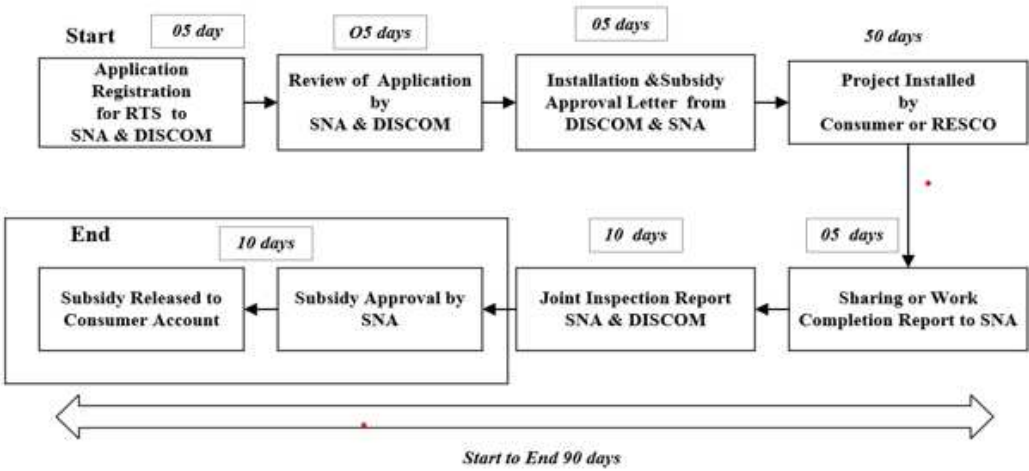 Start
05 day
Application
Registration
for RTS to
SNA & DISCOM
O5 days
Review of Application
by
SNA & DISCOM
05 days
Installation &Subsidy
Approval Letter from
DISCOM & SNA
50 days
Project Installed
by
Consumer or RESCO
05 days
Sharing or Work
Completion Report to SNA
10 days
Joint Inspection Report
SNA & DISCOM
End
10 days
Subsidy Approval by
SNA
Subsidy Released to
Consumer Account
Start to End 90 days